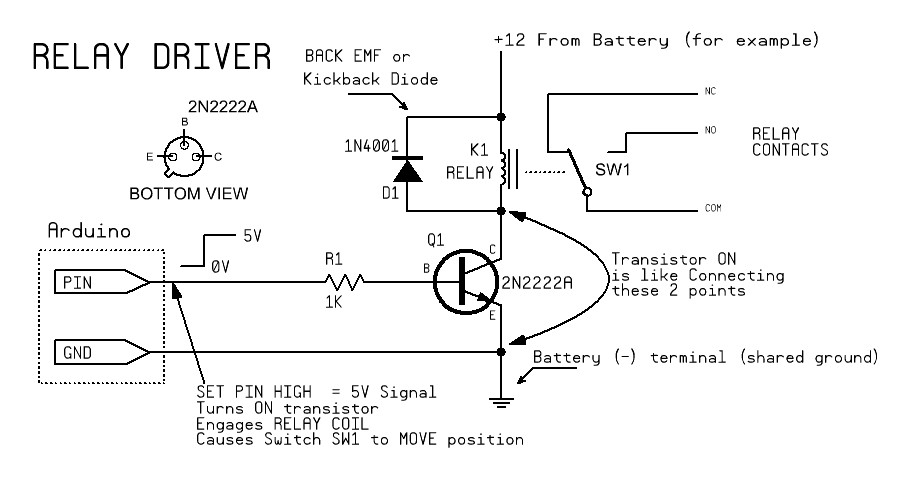 RELAY DRIVER
BACK EMF or
Kickback Diode
+12 From Battery (for example)
2N2222A
B
E
C
BOTTOM VIEW
1N4001
D1
K1
RELAY
NC
NO
SW1
COM
RELAY
CONTACTS
Arduino
5V
0V
PIN
GND
R1
1K
Q1
B
C
E
2N2222A
Transistor ON
is like Connecting
these 2 points
Battery (-) terminal (shared ground)
SET PIN HIGH = 5V Signal
Turns ON transistor
Engages RELAY COIL
Causes Switch SW1 to MOVE position